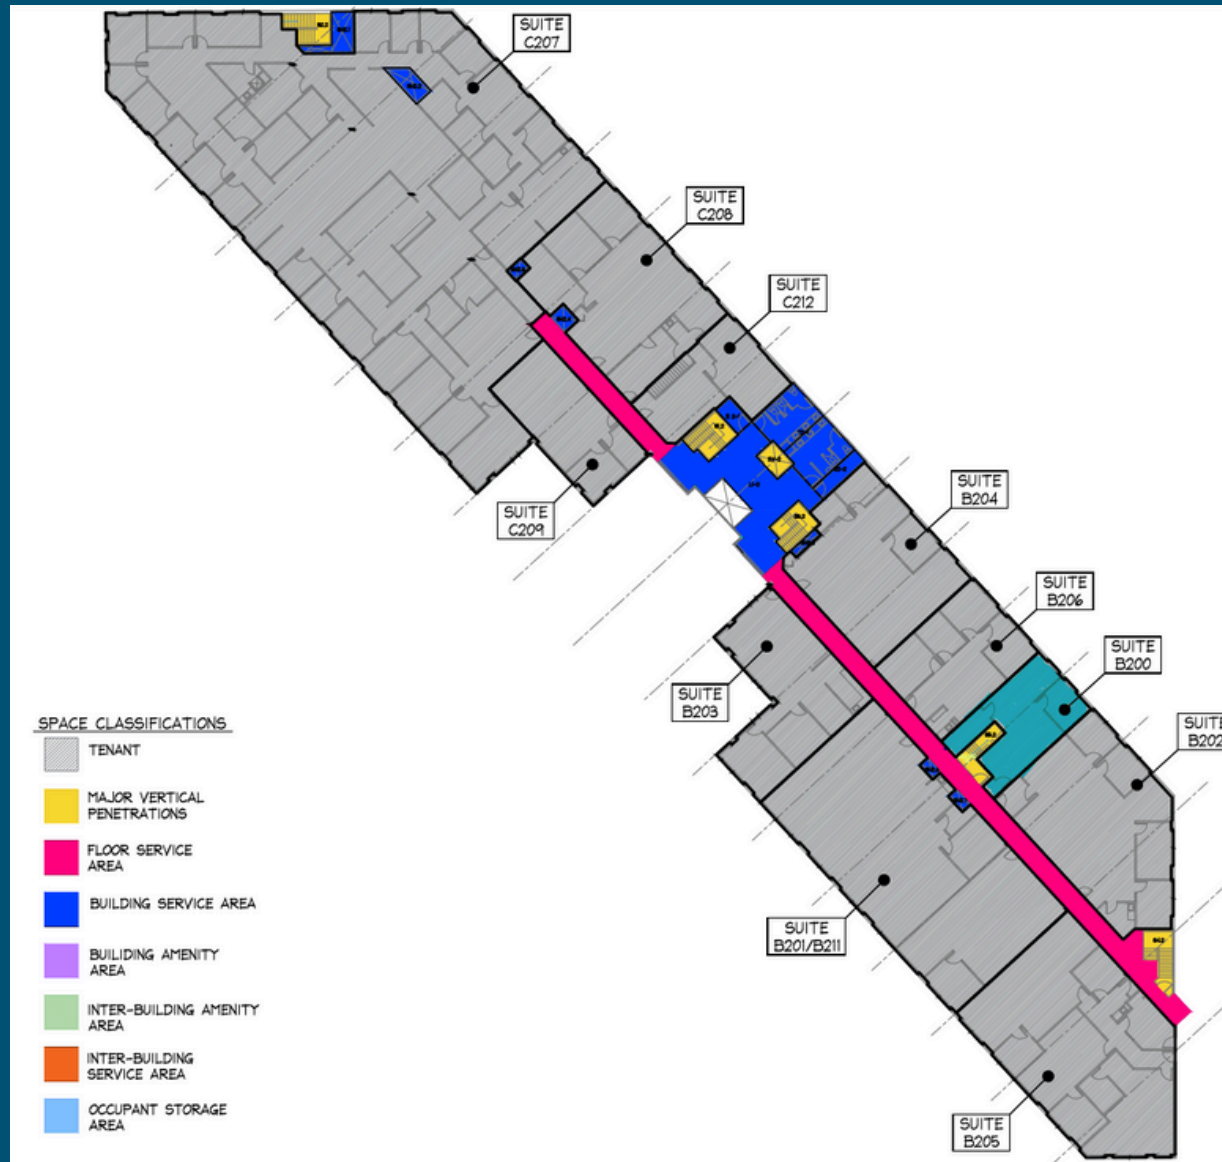 SUITE
C207
SUITE
C208
SUITE
C212
SUITE
C209
SUITE
B204
SUITE
B206
SUITE
B200
SUITE
B202
SUITE
B203
SUITE
B201/B211
SUITE
B205
SPACE CLASSIFICATIONS
TENANT
MAJOR VERTICAL
PENETRATIONS
FLOOR SERVICE
AREA
BUILDING SERVICE AREA
BUILIDING AMENITY
AREA
INTER-BUILDING AMENITY
AREA
INTER-BUILDING
SERVICE AREA
OCCUPANT STORAGE
AREA